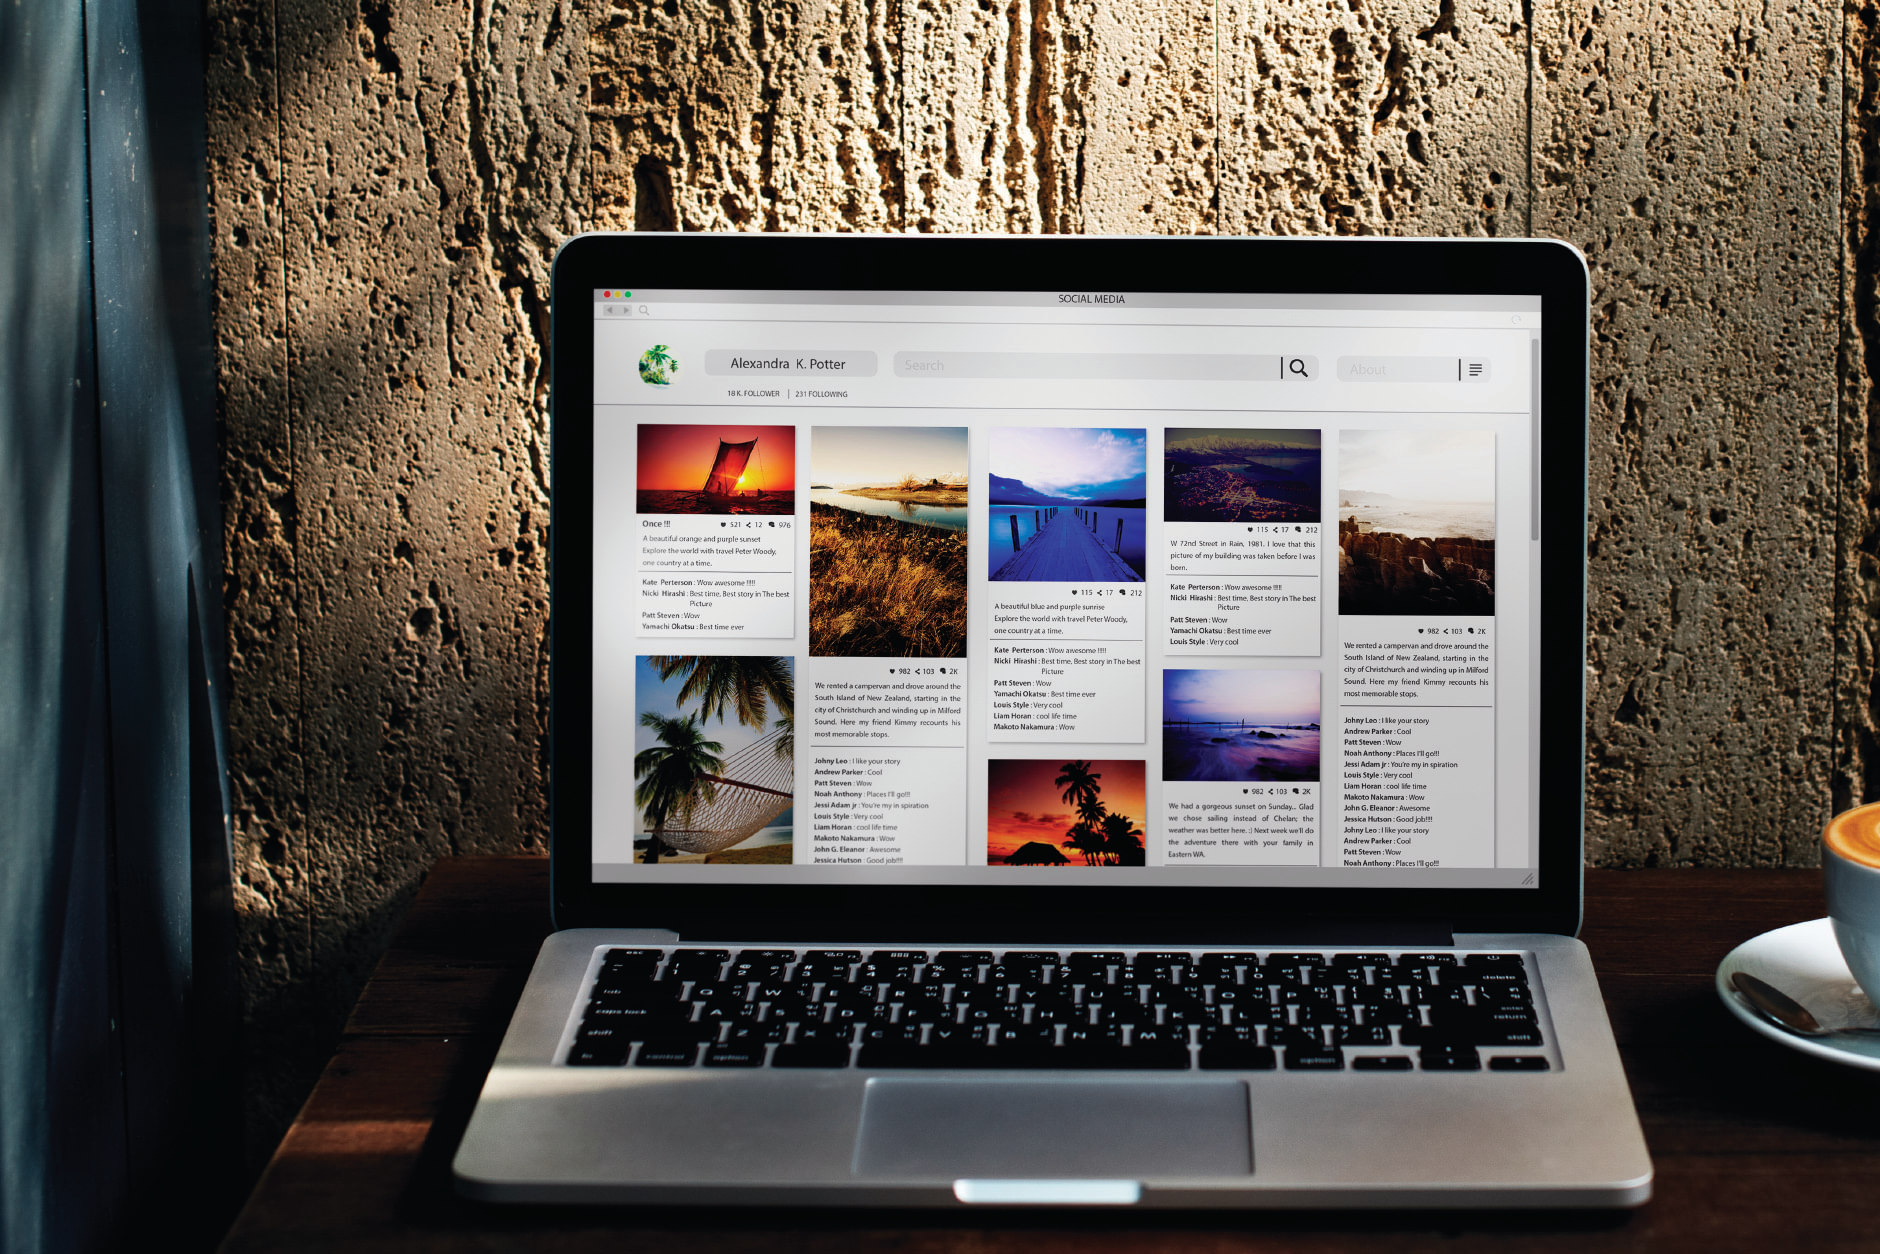 SOCIAL MEDIA
Alexandra K. Potter
Search
About
18 K. FOLLOWER | 231 FOLLOWING
Once !!! 521 12 976
A beautiful orange and purple sunset
Explore the world with travel Peter Woody,
one country at a time.
Kate Perterson : Wow awesome !!!!!
Nicki Hirashi : Best time, Best story in The best
Picture
Patt Steven : Wow
Yamachi Okatsu : Best time ever
982 103 2K
We rented a campervan and drove around the
South Island of New Zealand, starting in the
city of Christchurch and winding up in Milford
Sound. Here my friend Kimmy recounts his
most memorable stops.
Johny Leo : I like your story
Andrew Parker : Cool
Patt Steven : Wow
Noah Anthony : Places I'll go!!!
Jessi Adam jr : You're my in spiration
Louis Style : Very cool
Liam Horan : cool life time
Makoto Nakamura : Wow
John G. Eleanor : Awesome
Jessica Hutson : Good job!!!!
115 17 212
A beautiful blue and purple sunrise
Explore the world with travel Peter Woody,
one country at a time.
Kate Perterson : Wow awesome !!!!!
Nicki Hirashi : Best time, Best story in The best
Picture
Patt Steven : Wow
Yamachi Okatsu : Best time ever
Louis Style : Very cool
Liam Horan : cool life time
Makoto Nakamura : Wow
115 17 212
W 72nd Street in Rain, 1981. I love that this
picture of my building was taken before I was
born.
Kate Perterson : Wow awesome !!!!!
Nicki Hirashi : Best time, Best story in The best
Picture
Patt Steven : Wow
Yamachi Okatsu : Best time ever
Louis Style : Very cool
982 103 2K
We had a gorgeous sunset on Sunday... Glad
we chose sailing instead of Chelan; the
weather was better here. :) Next week we'll do
the adventure there with your family in
Eastern WA.
982 103 2K
We rented a campervan and drove around the
South Island of New Zealand, starting in the
city of Christchurch and winding up in Milford
Sound. Here my friend Kimmy recounts his
most memorable stops.
Johny Leo : I like your story
Andrew Parker : Cool
Patt Steven : Wow
Noah Anthony : Places I'll go!!!
Jessi Adam jr : You're my in spiration
Louis Style : Very cool
Liam Horan : cool life time
Makoto Nakamura : Wow
John G. Eleanor : Awesome
Jessica Hutson : Good job!!!!
Johny Leo : I like your story
Andrew Parker : Cool
Patt Steven : Wow
Noah Anthony : Places I'll go!!!
esc
delete
tab Q W E R T Y U I O P
caps lock A S D F G H J K L enter return
shift Z X C V B N M shift
fn control option option